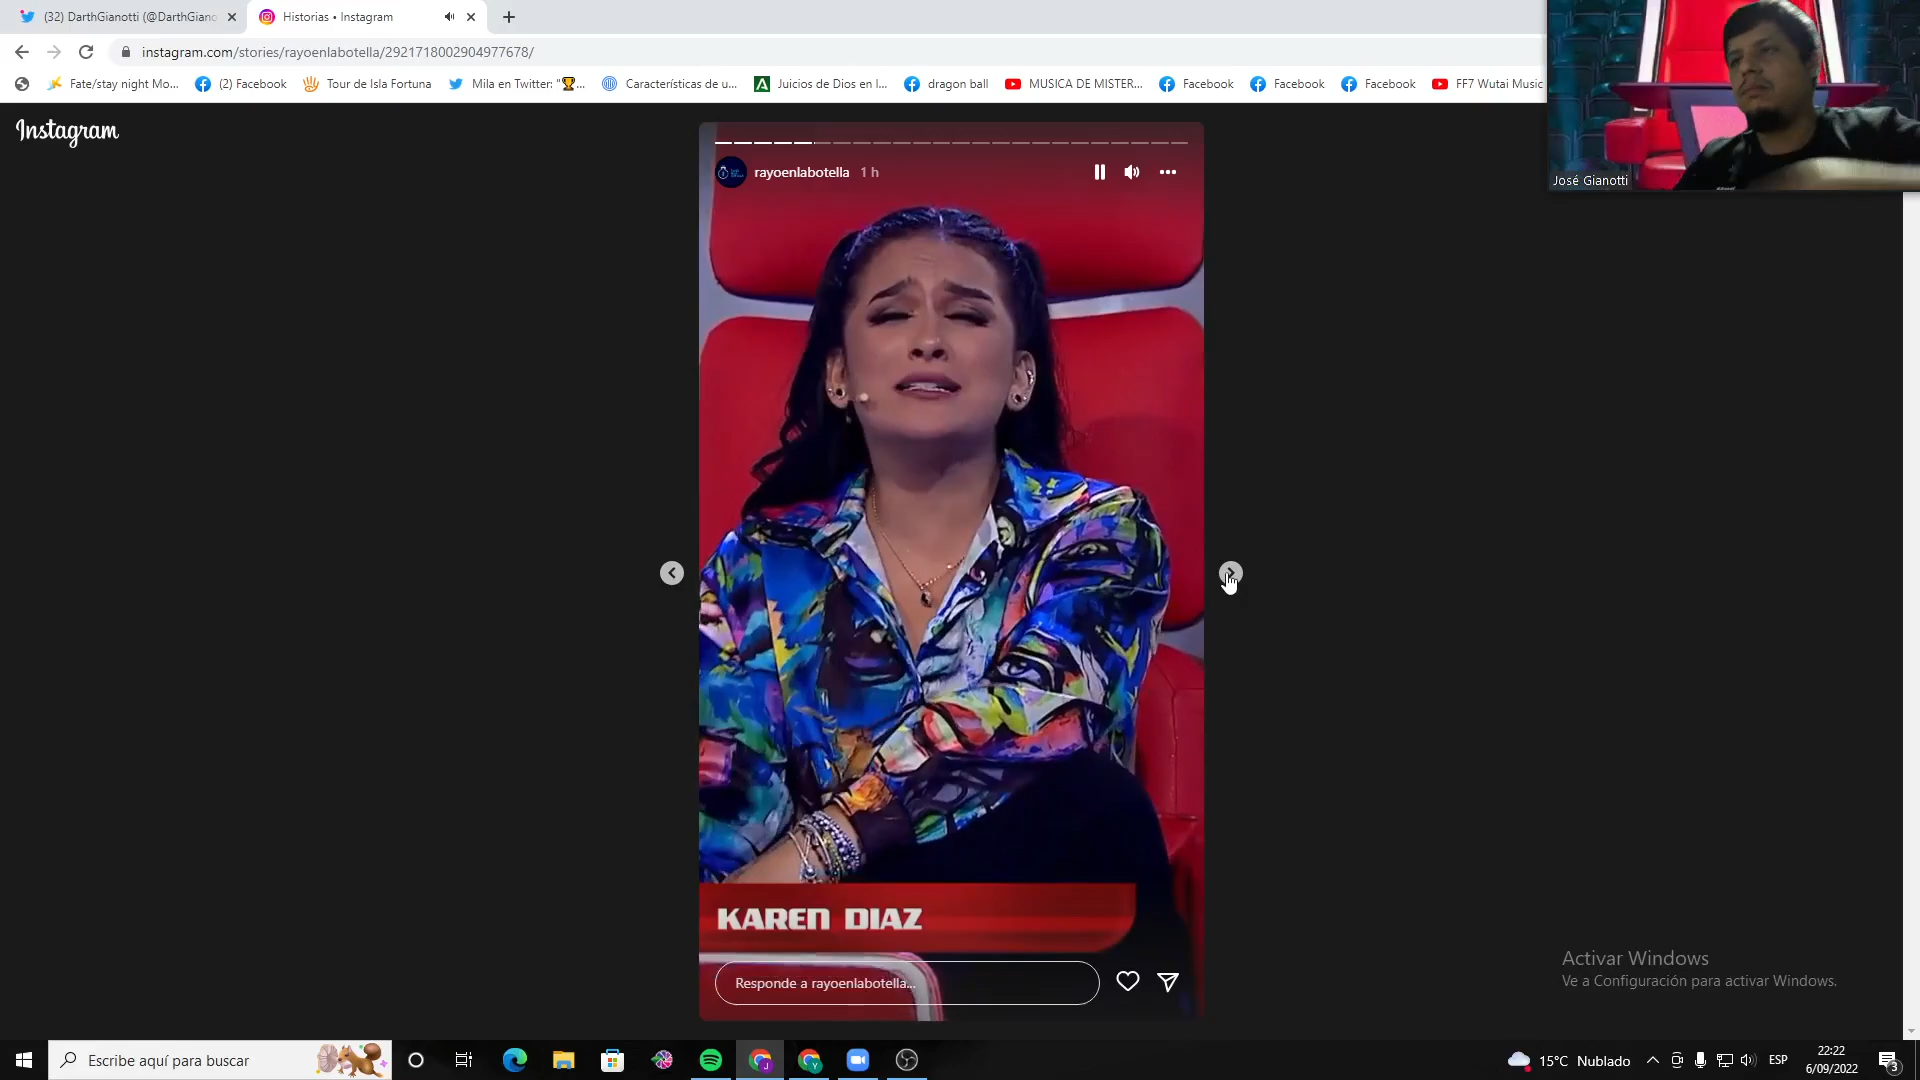 (32) DarthGianotti (@DarthGiano
Historias • Instagram
instagram.com/stories/rayoenlabotella/2921718002904977678/
Fate/stay night Mo...
(2) Facebook
Tour de Isla Fortuna
Mila en Twitter: "🏆...
Características de u...
Juicios de Dios en l...
dragon ball
MUSICA DE MISTER...
Facebook
Facebook
Facebook
FF7 Wutai Music
Instagram
José Gianotti
rayoenlabotella 1 h
KAREN DIAZ
Responde a rayoenlabotella...
Activar Windows
Ve a Configuración para activar Windows.
Escribe aquí para buscar
15°C Nublado
ESP
22:22
6/09/2022
3